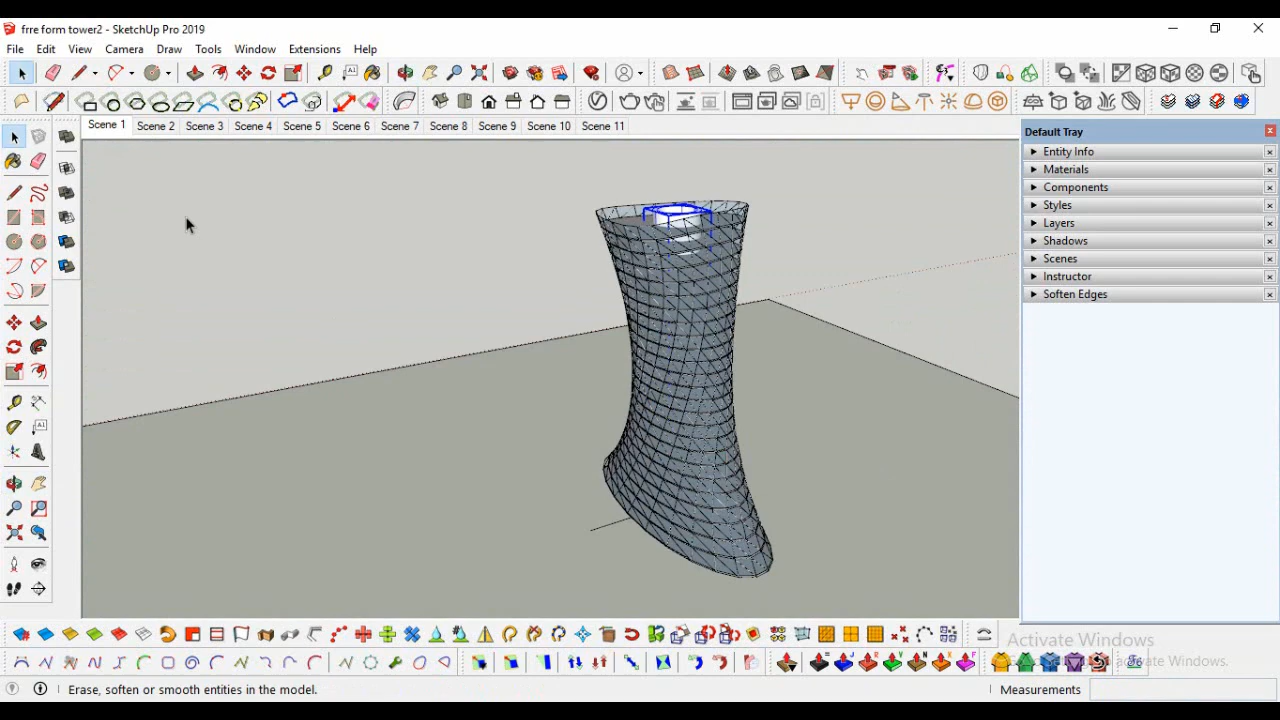 frre form tower2 - SketchUp Pro 2019
File Edit View Camera Draw Tools Window Extensions Help
Scene 1 Scene 2 Scene 3 Scene 4 Scene 5 Scene 6 Scene 7 Scene 8 Scene 9 Scene 10 Scene 11
Default Tray
Entity Info
Materials
Components
Styles
Layers
Shadows
Scenes
Instructor
Soften Edges
Activate Windows
activate Windows.
Erase, soften or smooth entities in the model.
Measurements